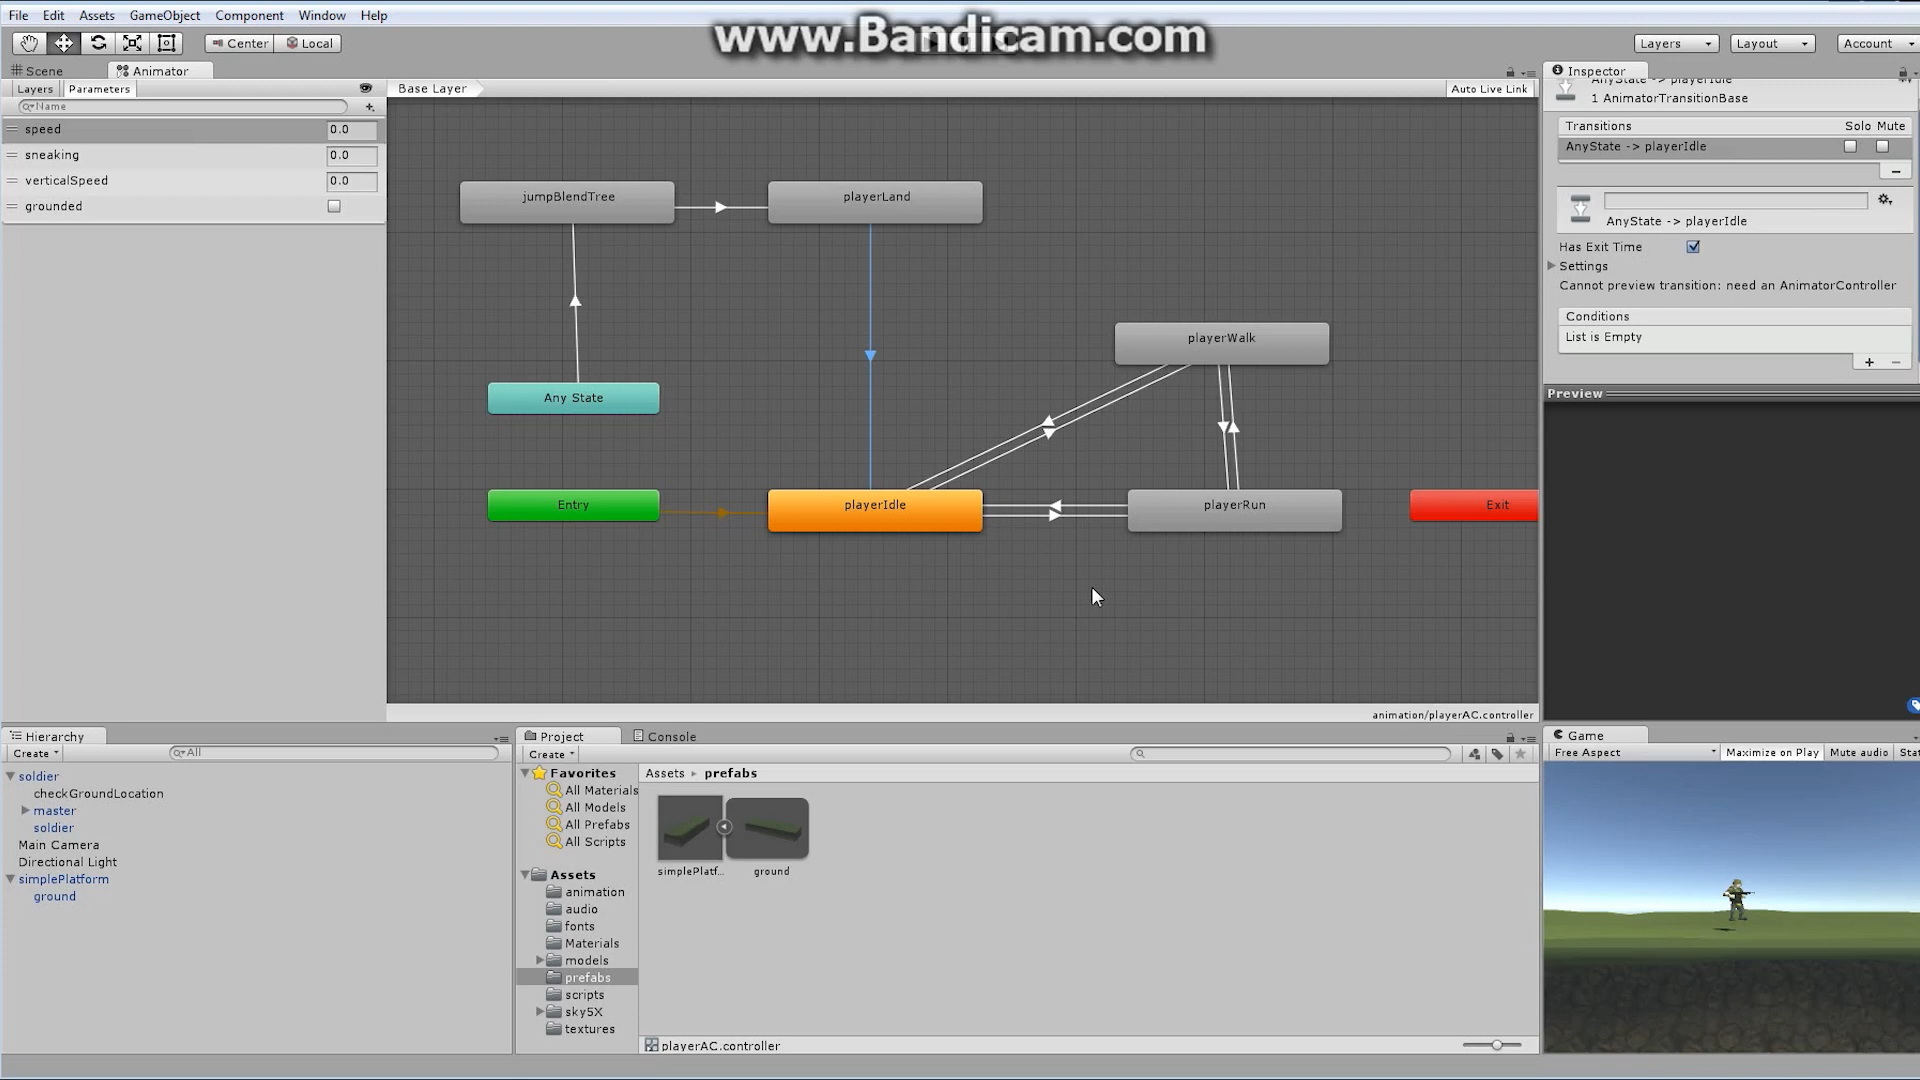 File Edit Assets GameObject Component Window Help
www.Bandicam.com
Center Local
Layers Layout Account
Scene Animator
Layers Parameters
Name
speed 0.0
sneaking 0.0
verticalSpeed 0.0
grounded
Base Layer
Auto Live Link
jumpBlendTree
playerLand
playerWalk
Any State
Entry
playerIdle
playerRun
Exit
animation/playerAC.controller
Inspector
AnyState -> playerIdle
1 AnimatorTransitionBase
Transitions Solo Mute
AnyState -> playerIdle
AnyState -> playerIdle
Has Exit Time
Settings
Cannot preview transition: need an AnimatorController
Conditions
List is Empty
Preview
Hierarchy
Create All
soldier
checkGroundLocation
master
soldier
Main Camera
Directional Light
simplePlatform
ground
Project Console
Create
Favorites
All Materials
All Models
All Prefabs
All Scripts
Assets
animation
audio
fonts
Materials
models
prefabs
scripts
sky5X
textures
Assets prefabs
simplePlatf...
ground
playerAC.controller
Game
Free Aspect Maximize on Play Mute audio Stat